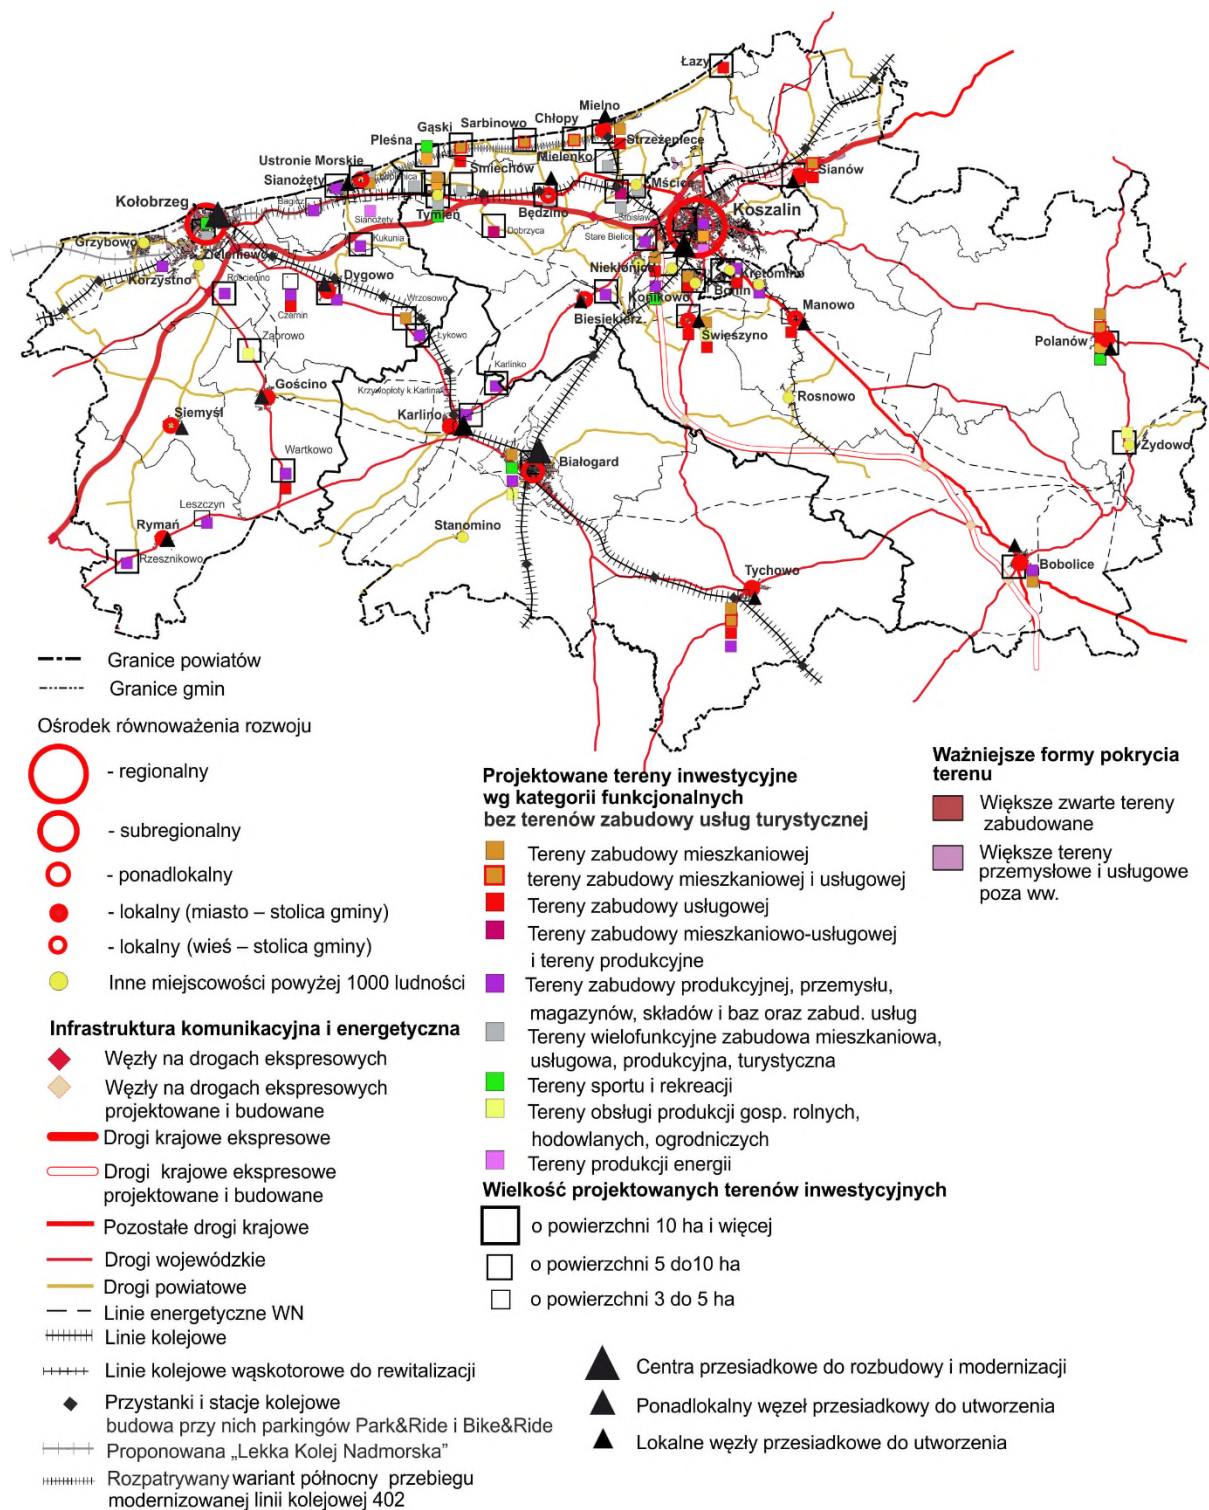 Łazy
Mielno
Chłopy
Sarbinowo
Gąski
Pleśna
Strzeżenice
Ustronie Morskie
Śmiechów
Mielenko
Sianów
Sianożęty
Mścice
Kołobrzeg
Bagicz
Tymień
Będzino
Stoisław
Koszalin
Sianożęty
Dobrzyca
Stare Bielice
Grzybowo
Kukunia
Zieleniewo
Niekłonice
Kretomino
Korzystno
Rościęcino
Dygowo
Konikowo
Bonin
Wrzosowo
Biesiekierz
Manowo
Czernin
Łykowo
Świeszyno
Polanów
Ząbrowo
Karlinko
Gościno
Krzywopłoty k.Karlina
Rosnowo
Siemyśl
Karlino
Żydowo
Wartkowo
Białogard
Leszczyn
Rymań
Stanomino
Rzesznikowo
Tychowo
Bobolice
Granice powiatów
Granice gmin
Ośrodek równoważenia rozwoju
- regionalny
- subregionalny
- ponadlokalny
- lokalny (miasto – stolica gminy)
- lokalny (wieś – stolica gminy)
Inne miejscowości powyżej 1000 ludności
Infrastruktura komunikacyjna i energetyczna
Węzły na drogach ekspresowych
Węzły na drogach ekspresowych
projektowane i budowane
Drogi krajowe ekspresowe
Drogi krajowe ekspresowe
projektowane i budowane
Pozostałe drogi krajowe
Drogi wojewódzkie
Drogi powiatowe
Linie energetyczne WN
Linie kolejowe
Linie kolejowe wąskotorowe do rewitalizacji
Przystanki i stacje kolejowe
budowa przy nich parkingów Park&Ride i Bike&Ride
Proponowana „Lekka Kolej Nadmorska”
Rozpatrywany wariant północny przebiegu
modernizowanej linii kolejowej 402
Projektowane tereny inwestycyjne
wg kategorii funkcjonalnych
bez terenów zabudowy usług turystycznej
Tereny zabudowy mieszkaniowej
tereny zabudowy mieszkaniowej i usługowej
Tereny zabudowy usługowej
Tereny zabudowy mieszkaniowo-usługowej
i tereny produkcyjne
Tereny zabudowy produkcyjnej, przemysłu,
magazynów, składów i baz oraz zabud. usług
Tereny wielofunkcyjne zabudowa mieszkaniowa,
usługowa, produkcyjna, turystyczna
Tereny sportu i rekreacji
Tereny obsługi produkcji gosp. rolnych,
hodowlanych, ogrodniczych
Tereny produkcji energii
Wielkość projektowanych terenów inwestycyjnych
o powierzchni 10 ha i więcej
o powierzchni 5 do10 ha
o powierzchni 3 do 5 ha
Centra przesiadkowe do rozbudowy i modernizacji
Ponadlokalny węzeł przesiadkowy do utworzenia
Lokalne węzły przesiadkowe do utworzenia
Ważniejsze formy pokrycia
terenu
Większe zwarte tereny
zabudowane
Większe tereny
przemysłowe i usługowe
poza ww.